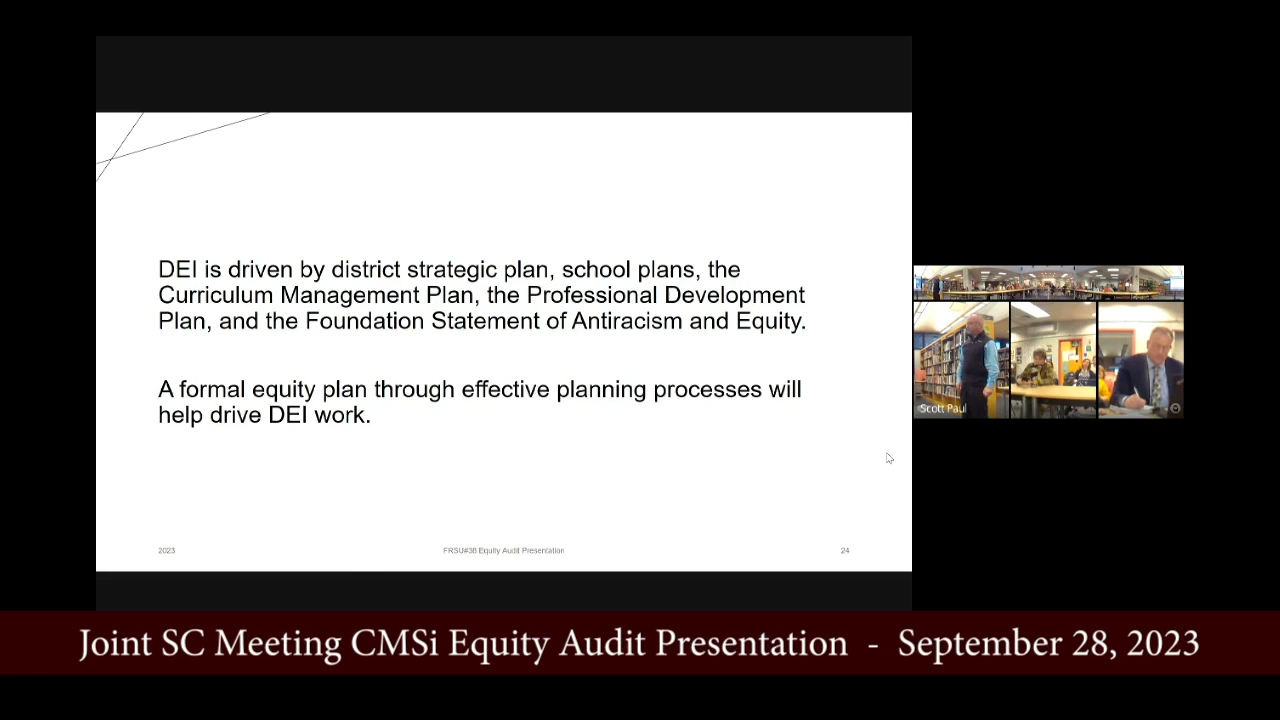 DEI is driven by district strategic plan, school plans, the
Curriculum Management Plan, the Professional Development
Plan, and the Foundation Statement of Antiracism and Equity.
A formal equity plan through effective planning processes will
help drive DEI work.
2023
FRSU#38 Equity Audit Presentation
24
Scott Paul
Joint SC Meeting CMSi Equity Audit Presentation - September 28, 2023